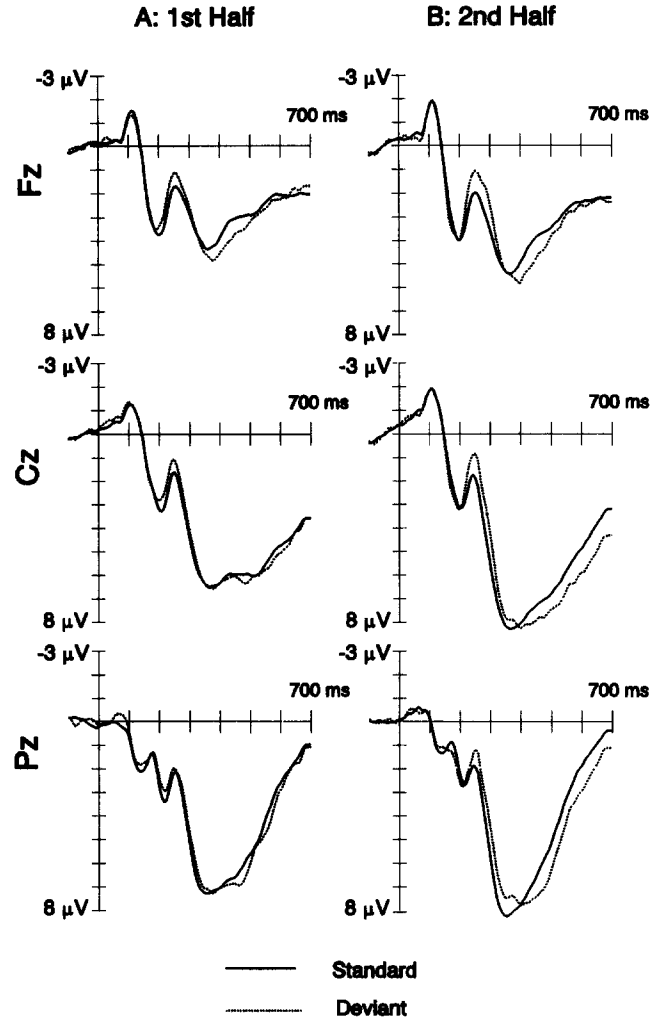 A: 1st Half
B: 2nd Half
-3 µV
-3 µV
700 ms
700 ms
Fz
8 µV
8 µV
-3 µV
-3 µV
700 ms
700 ms
Cz
8 µV
8 µV
-3 µV
-3 µV
700 ms
700 ms
Pz
8 µV
8 µV
Standard
Deviant